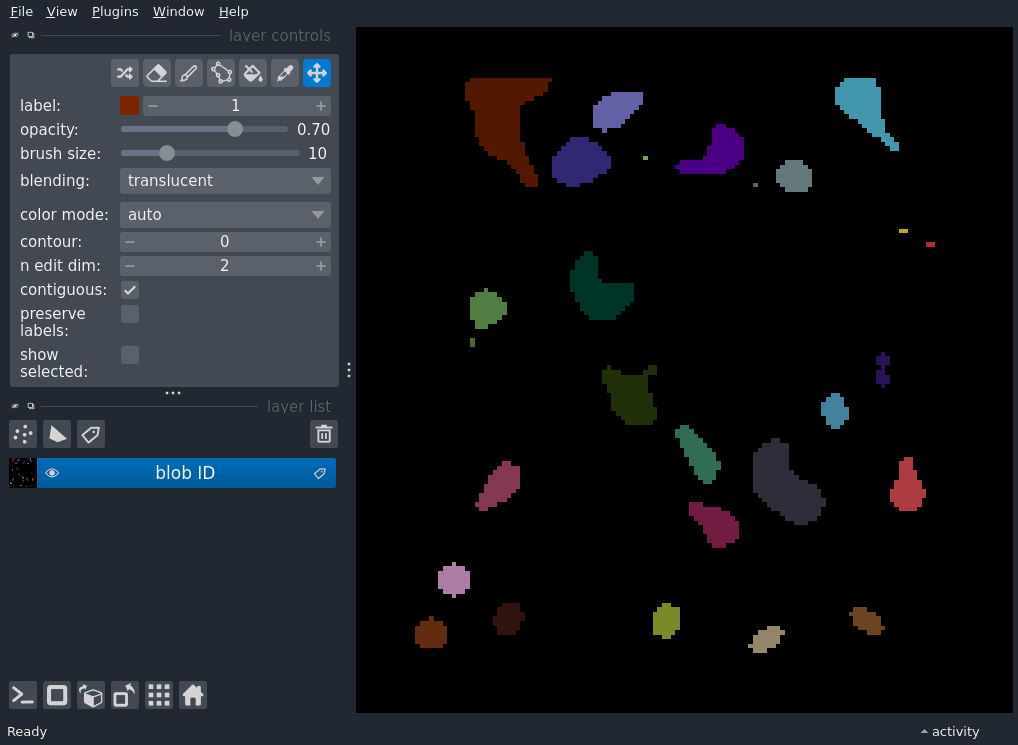 File View Plugins Window Help
layer controls
label: 1
opacity: 0.70
brush size: 10
blending: translucent
color mode: auto
contour: 0
n edit dim: 2
contiguous:
preserve
labels:
show
selected:
layer list
blob ID
Ready
activity